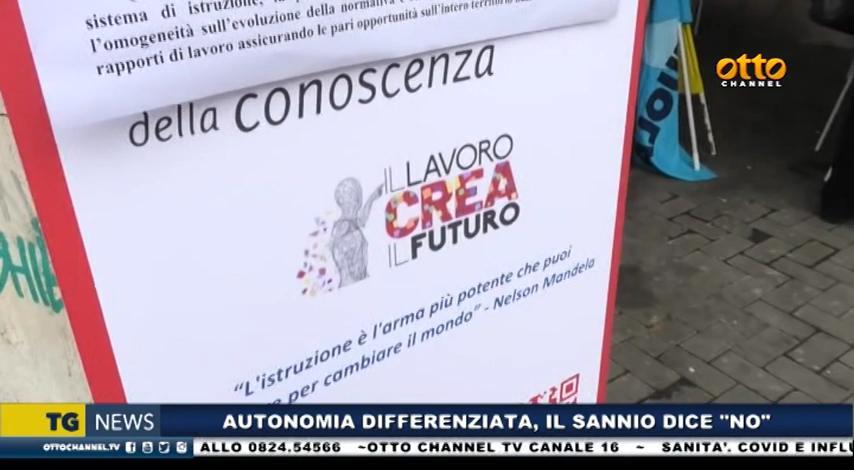 sistema di istruzione,
l'omogeneità sull'evoluzione della normativa e
rapporti di lavoro assicurando le pari opportunità sull'intero territorio
della conoscenza
IL LAVORO
CREA
IL FUTURO
"L'istruzione è l'arma più potente che puoi
per cambiare il mondo" - Nelson Mandela
otto
CHANNEL
TG NEWS
AUTONOMIA DIFFERENZIATA, IL SANNIO DICE "NO"
OTTOCHANNEL.TV
ALLO 0824.54566 ~OTTO CHANNEL TV CANALE 16 ~ SANITA'. COVID E INFLU